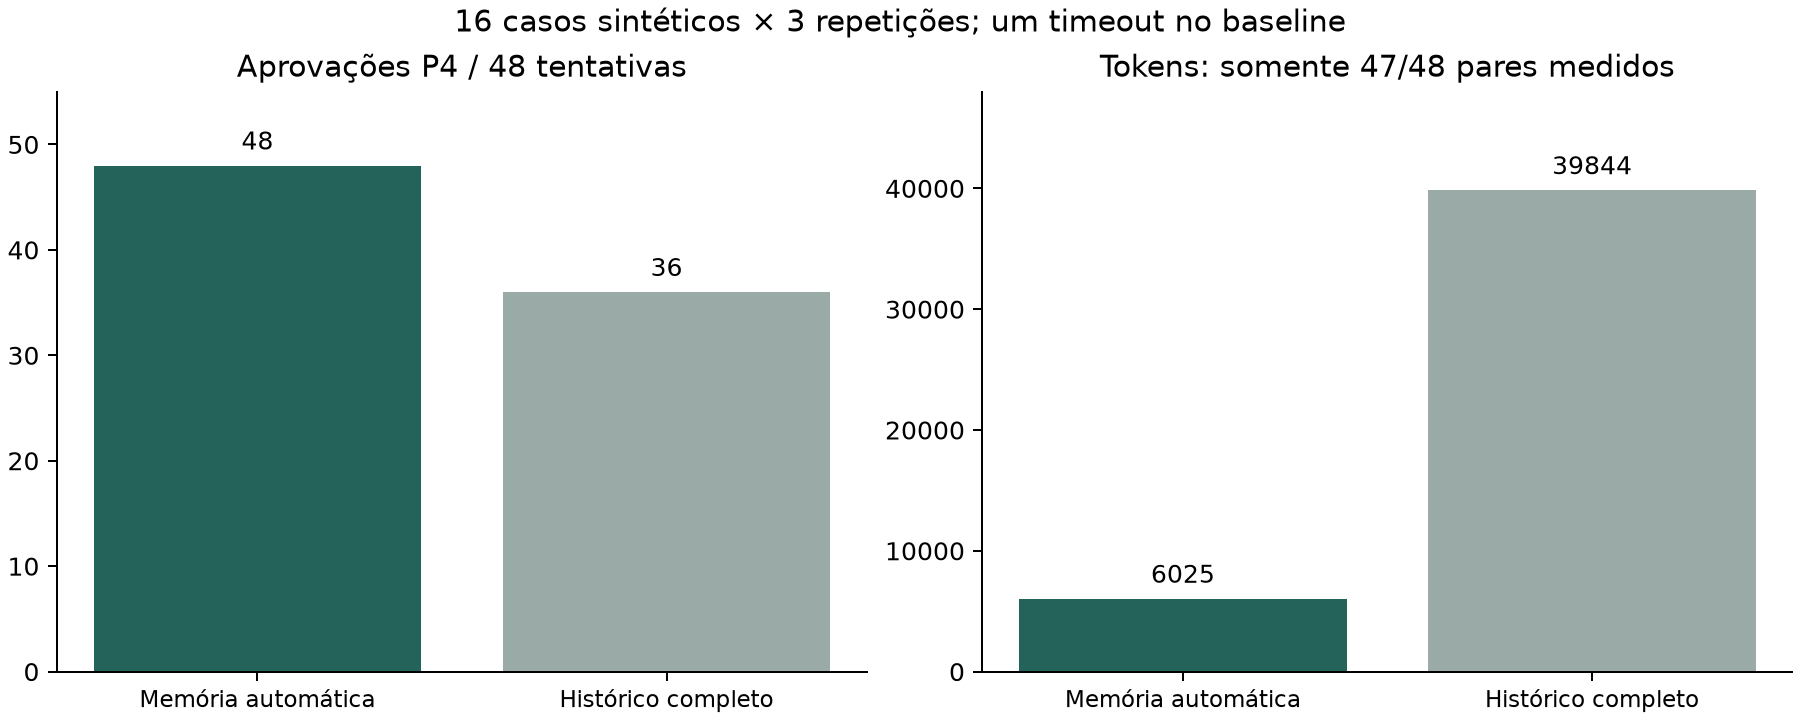 16 casos sintéticos × 3 repetições; um timeout no baseline
Aprovações P4 / 48 tentativas
50
40
30
20
10
0
48
36
Memória automática
Histórico completo
Tokens: somente 47/48 pares medidos
40000
30000
20000
10000
0
6025
39844
Memória automática
Histórico completo